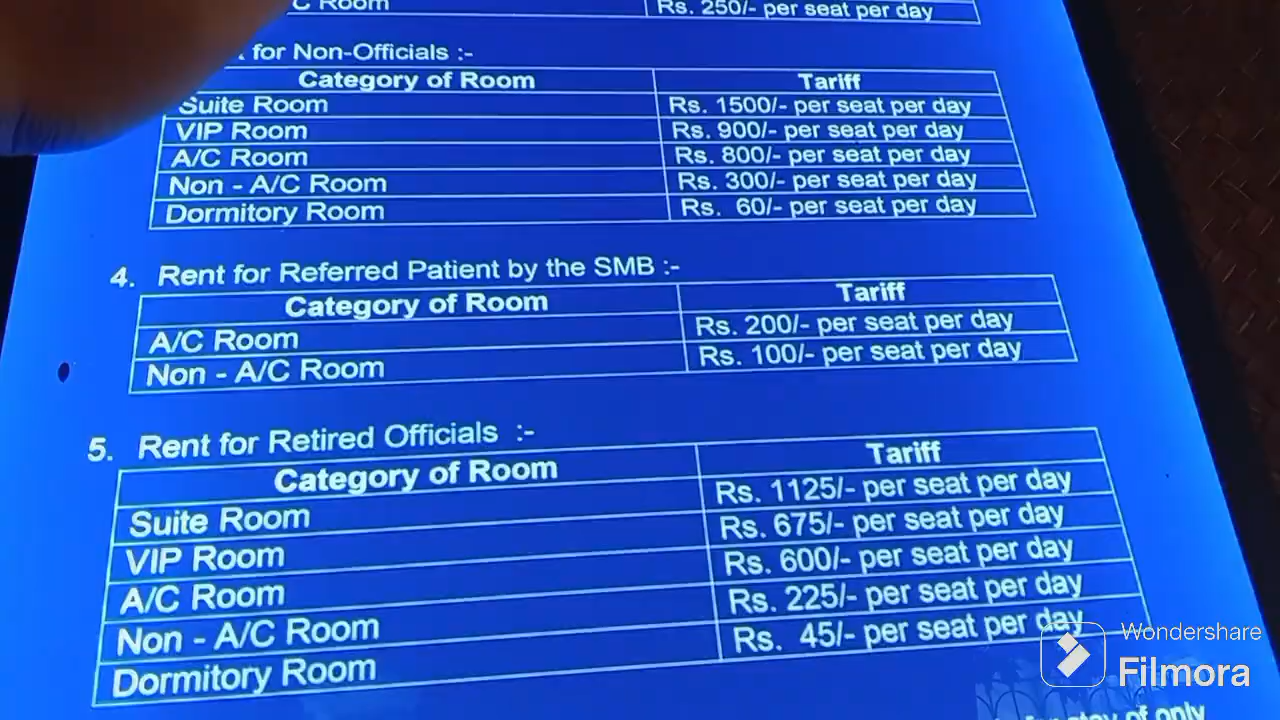 C Room Rs. 250/- per seat per day
for Non-Officials :-
Category of Room Tariff
Suite Room Rs. 1500/- per seat per day
VIP Room Rs. 900/- per seat per day
A/C Room Rs. 800/- per seat per day
Non - A/C Room Rs. 300/- per seat per day
Dormitory Room Rs. 60/- per seat per day
4. Rent for Referred Patient by the SMB :-
Category of Room Tariff
A/C Room Rs. 200/- per seat per day
Non - A/C Room Rs. 100/- per seat per day
5. Rent for Retired Officials :-
Category of Room Tariff
Suite Room Rs. 1125/- per seat per day
VIP Room Rs. 675/- per seat per day
A/C Room Rs. 600/- per seat per day
Non - A/C Room Rs. 225/- per seat per day
Dormitory Room Rs. 45/- per seat per day
stay of only
Wondershare
Filmora